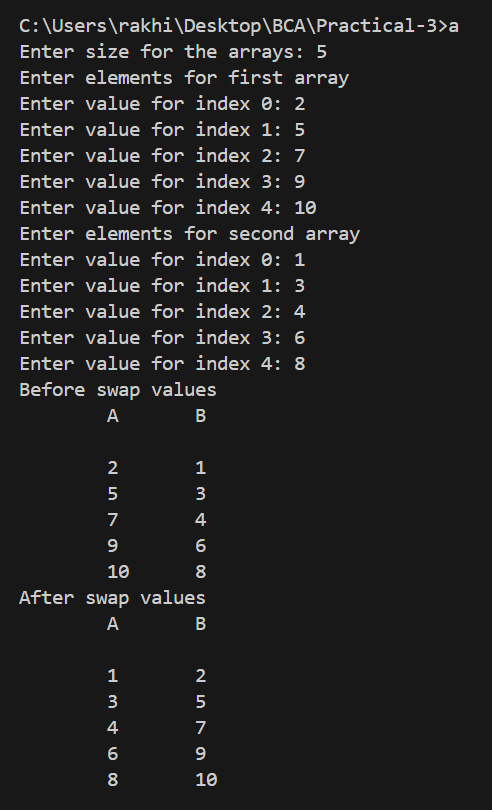 C:\Users\rakhi\Desktop\BCA\Practical-3>a
Enter size for the arrays: 5
Enter elements for first array
Enter value for index 0: 2
Enter value for index 1: 5
Enter value for index 2: 7
Enter value for index 3: 9
Enter value for index 4: 10
Enter elements for second array
Enter value for index 0: 1
Enter value for index 1: 3
Enter value for index 2: 4
Enter value for index 3: 6
Enter value for index 4: 8
Before swap values
        A       B

        2       1
        5       3
        7       4
        9       6
        10      8
After swap values
        A       B

        1       2
        3       5
        4       7
        6       9
        8       10